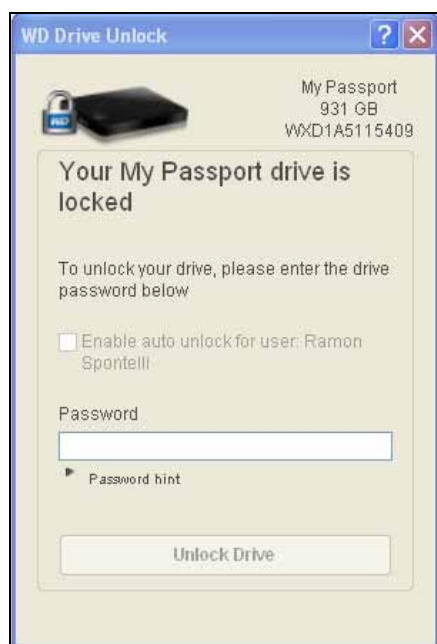 WD Drive Unlock
?
My Passport
931 GB
WXD1A5115409
WD
Your My Passport drive is
locked
To unlock your drive, please enter the drive
password below
Enable auto unlock for user: Ramon
Spontelli
Password
Password hint
Unlock Drive